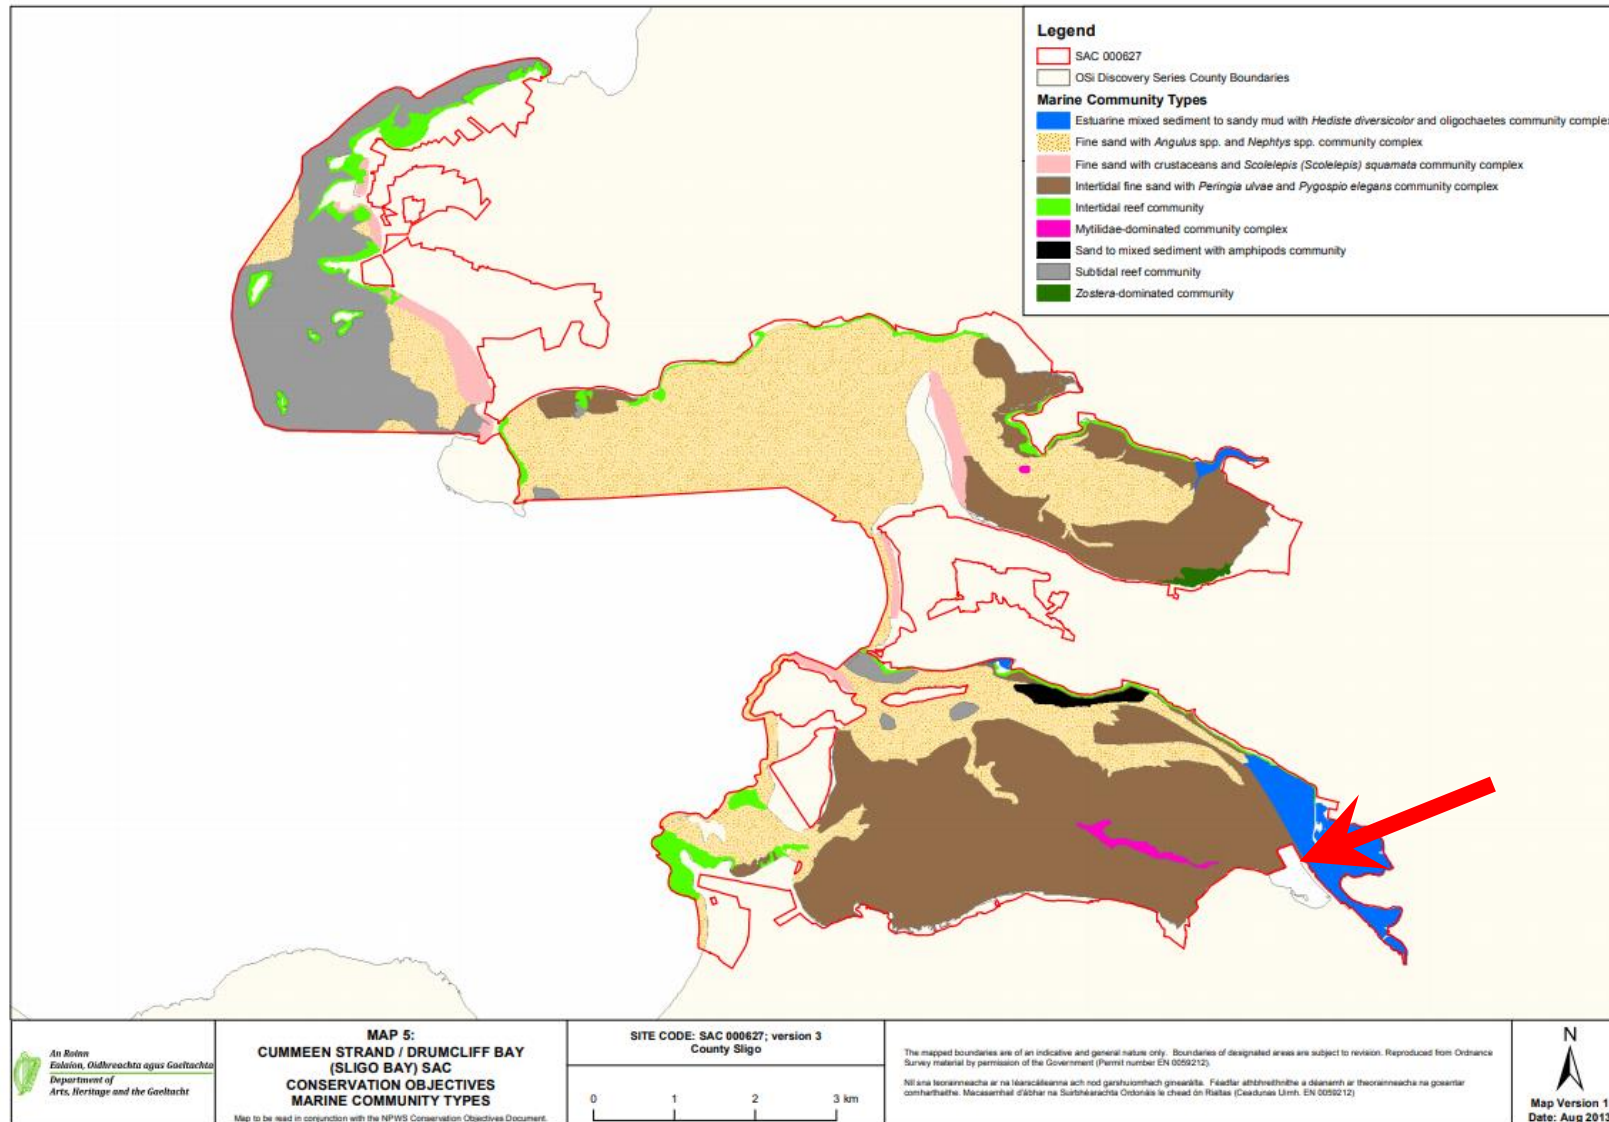 Legend
SAC 000627
OSi Discovery Series County Boundaries
Marine Community Types
Estuarine mixed sediment to sandy mud with Hediste diversicolor and oligochaetes community complex
Fine sand with Angulus spp. and Nephtys spp. community complex
Fine sand with crustaceans and Scolelepis (Scolelepis) squamata community complex
Intertidal fine sand with Peringia ulvae and Pygospio elegans community complex
Intertidal reef community
Mytilidae-dominated community complex
Sand to mixed sediment with amphipods community
Subtidal reef community
Zostera-dominated community
An Roinn
Ealaíon, Oidhreachta agus Gaeltachta
Department of
Arts, Heritage and the Gaeltacht
MAP 5:
CUMMEEN STRAND / DRUMCLIFF BAY
(SLIGO BAY) SAC
CONSERVATION OBJECTIVES
MARINE COMMUNITY TYPES
Map to be read in conjunction with the NPWS Conservation Objectives Document.
SITE CODE: SAC 000627; version 3
County Sligo
0 1 2 3 km
The mapped boundaries are of an indicative and general nature only. Boundaries of designated areas are subject to revision. Reproduced from Ordnance
Survey material by permission of the Government (Permit number EN 0059212).
N
Map Version 1
Date: Aug 2013